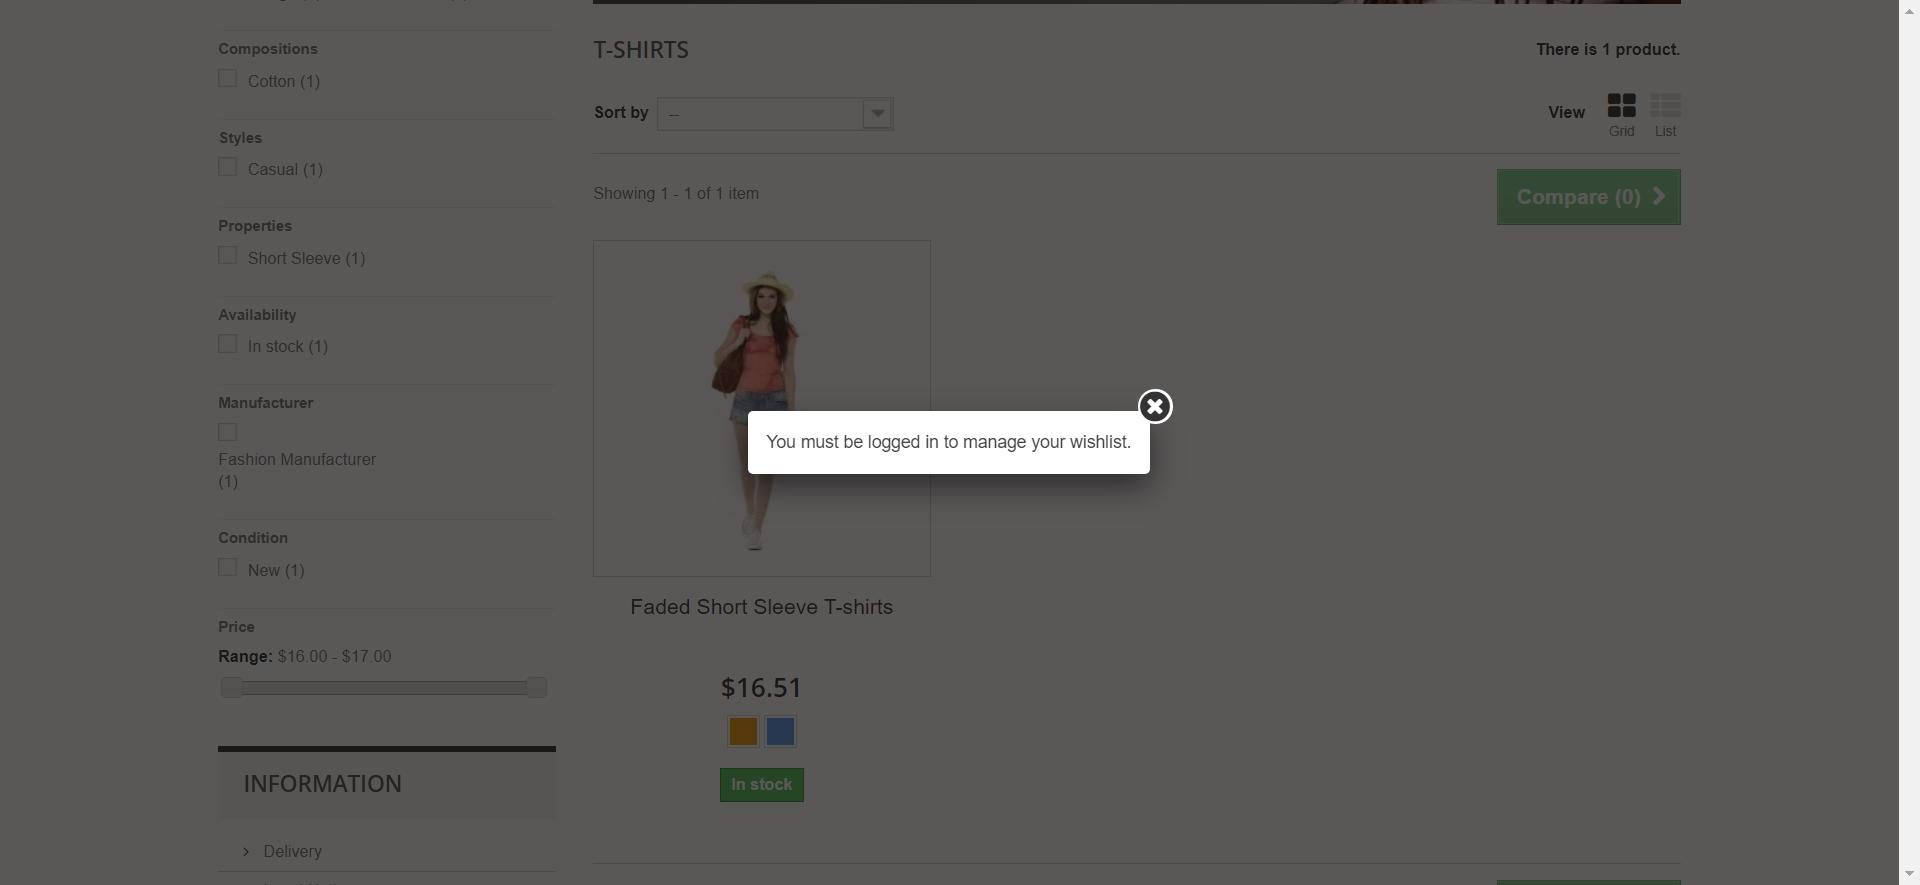 Compositions
Cotton (1)
Styles
Casual (1)
Properties
Short Sleeve (1)
Availability
In stock (1)
Manufacturer
Fashion Manufacturer
(1)
Condition
New (1)
Price
Range: $16.00 - $17.00
INFORMATION
Delivery
T-SHIRTS
There is 1 product.
Sort by --
View
Grid
List
Showing 1 - 1 of 1 item
Compare (0)
You must be logged in to manage your wishlist.
Faded Short Sleeve T-shirts
$16.51
In stock